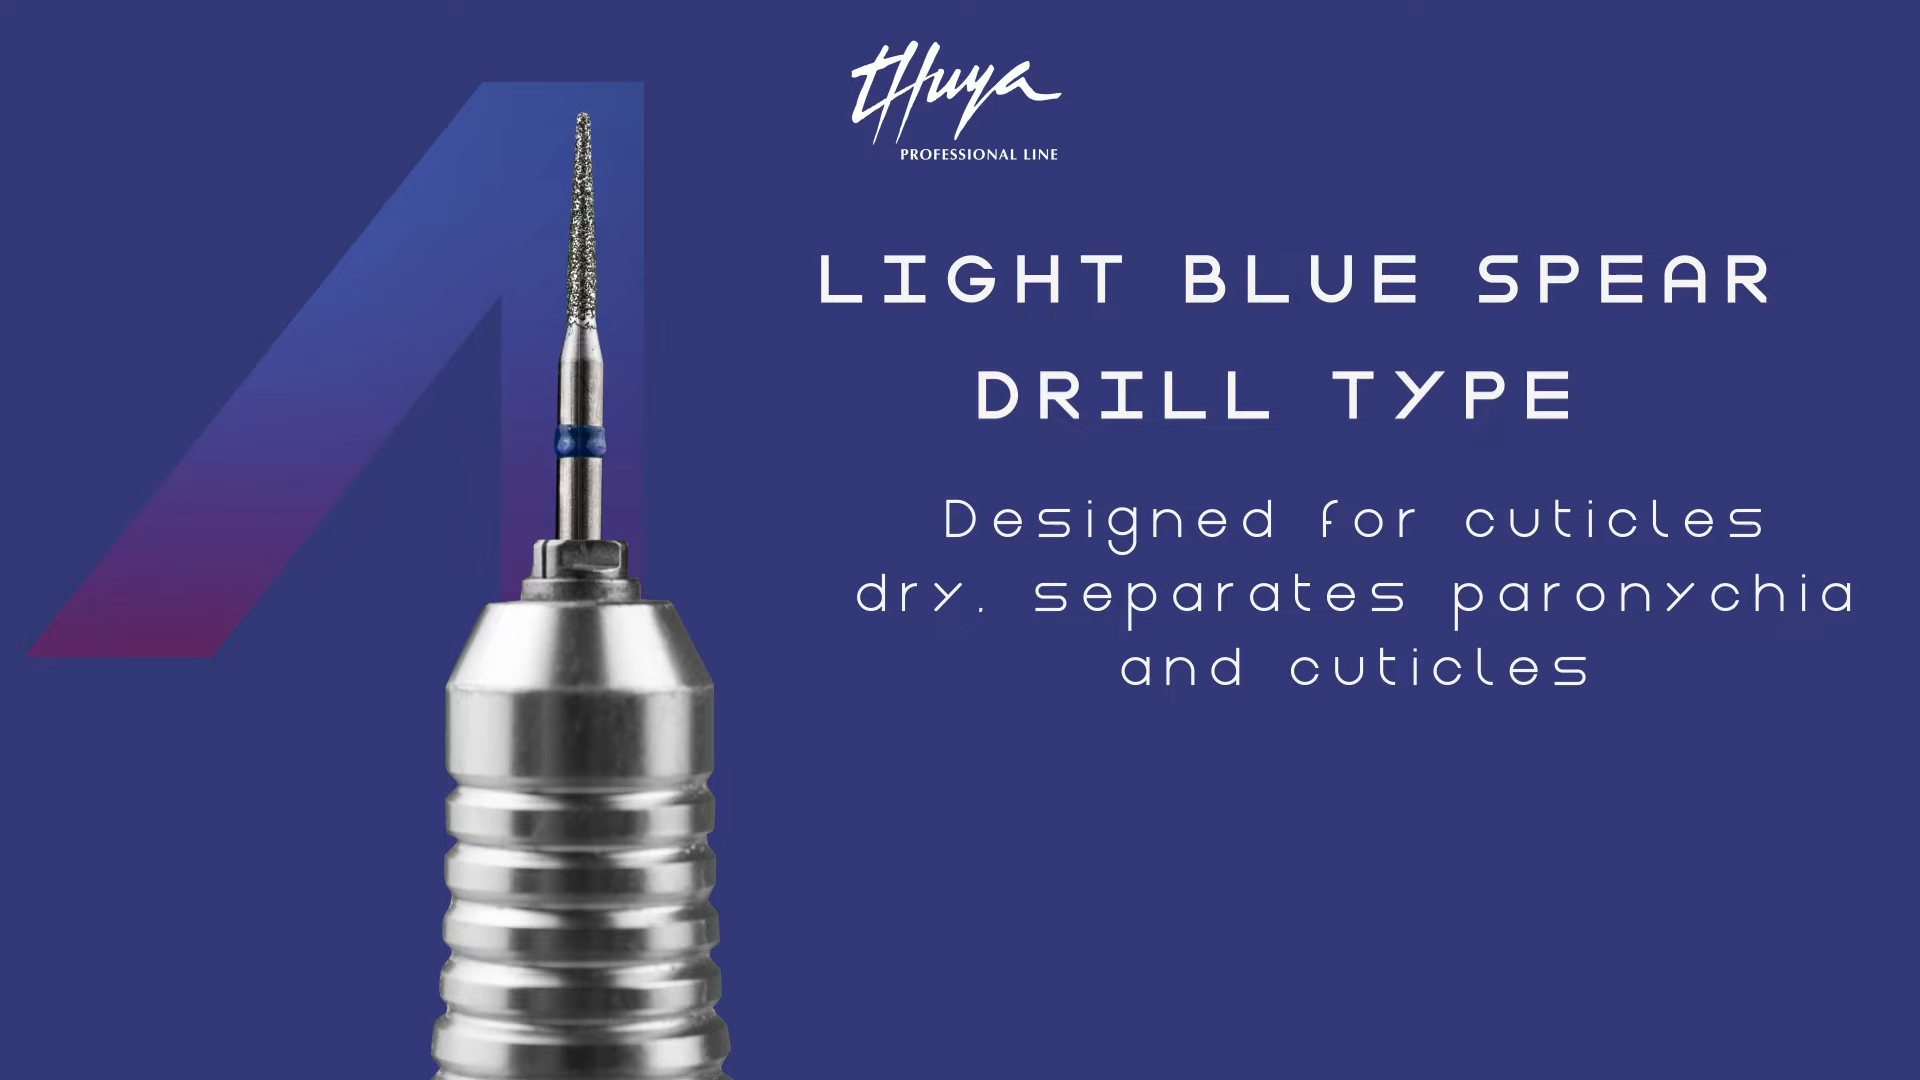 thuya
PROFESSIONAL LINE
LIGHT BLUE SPEAR
DRILL TYPE
Designed for cuticles
dry, separates paronychia
and cuticles